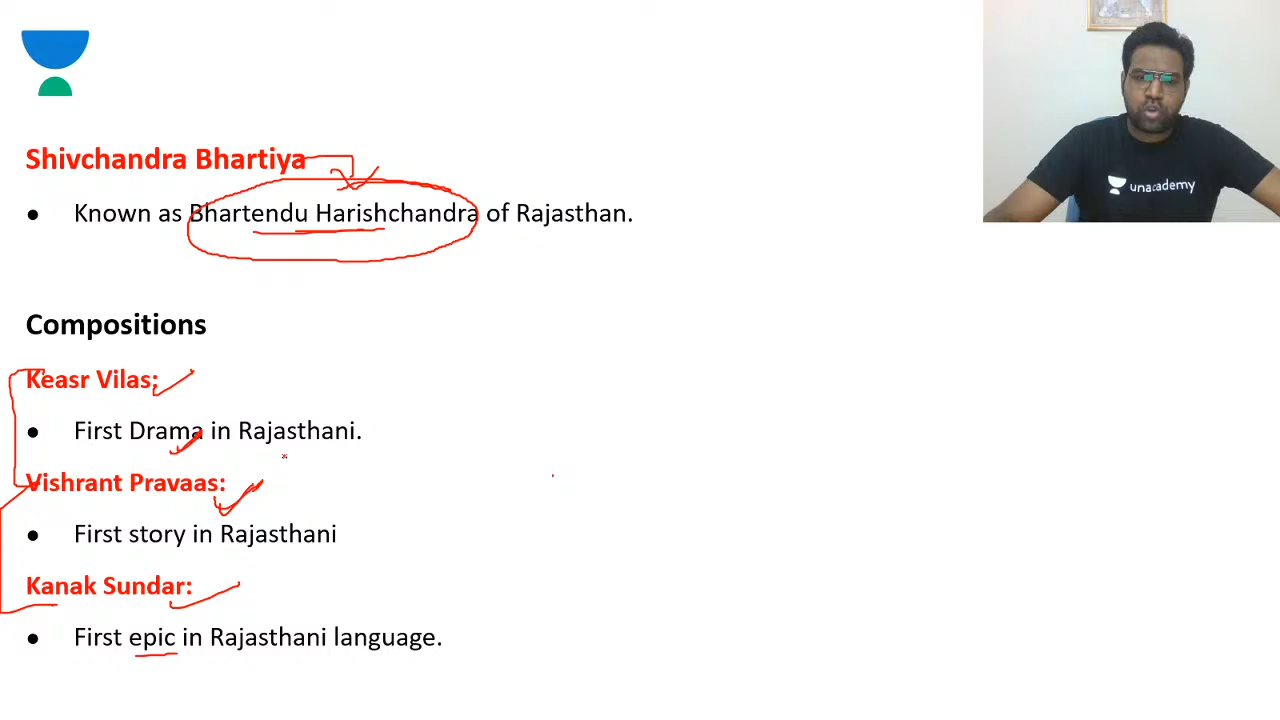 Shivchandra Bhartiya
● Known as Bhartendu Harishchandra of Rajasthan.
Compositions
Keasr Vilas:
● First Drama in Rajasthani.
Vishrant Pravaas:
● First story in Rajasthani
Kanak Sundar:
● First epic in Rajasthani language.
unacademy